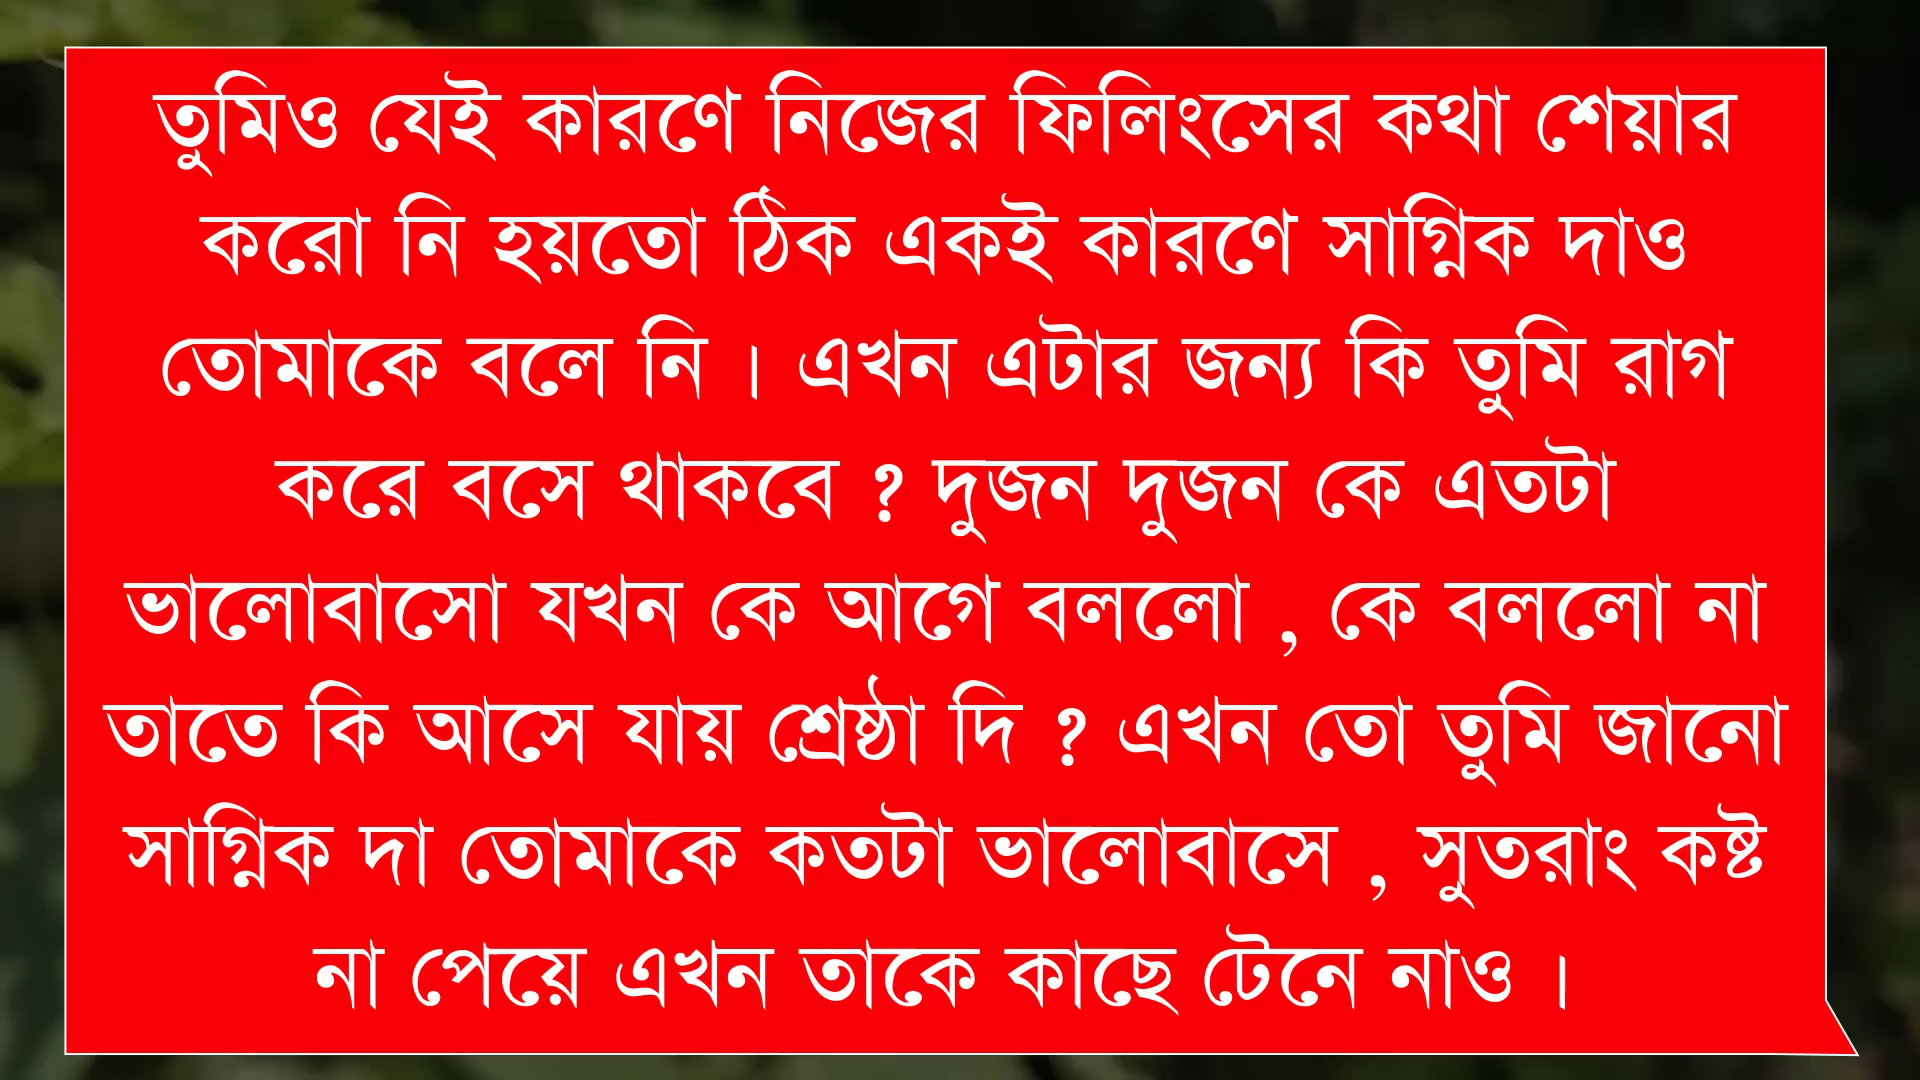 তুমিও যেই কারণে নিজের ফিলিংসের কথা শেয়ার
করো নি হয়তো ঠিক একই কারণে সাগ্নিক দাও
তোমাকে বলে নি । এখন এটার জন্য কি তুমি রাগ
করে বসে থাকবে ? দুজন দুজন কে এতটা
ভালোবাসো যখন কে আগে বললো , কে বললো না
তাতে কি আসে যায় শ্রেষ্ঠা দি ? এখন তো তুমি জানো
সাগ্নিক দা তোমাকে কতটা ভালোবাসে , সুতরাং কষ্ট
না পেয়ে এখন তাকে কাছে টেনে নাও ।